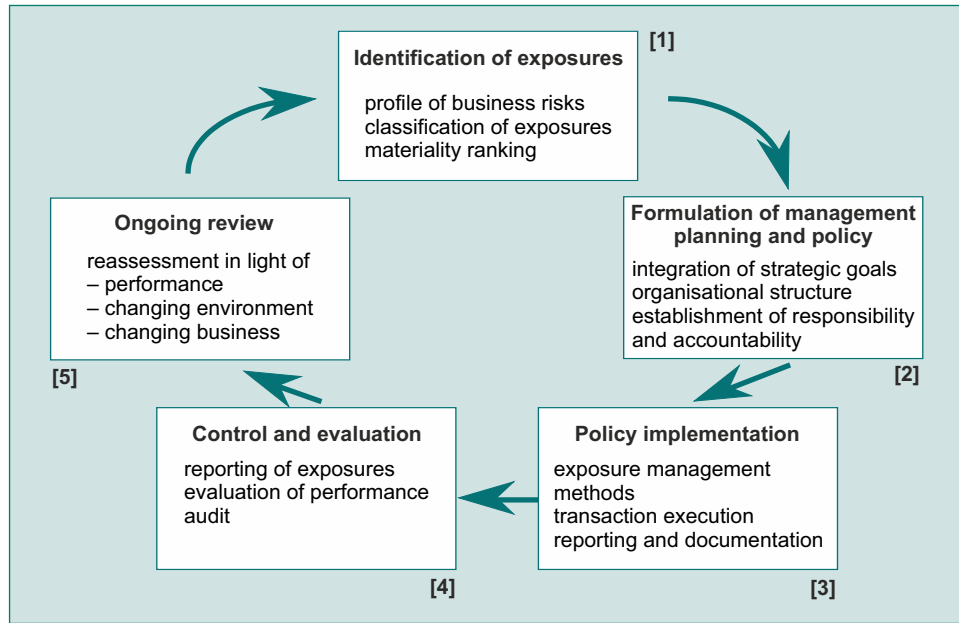 [1]
Identification of exposures
profile of business risks
classification of exposures
materiality ranking
Formulation of management
planning and policy
integration of strategic goals
organisational structure
establishment of responsibility
and accountability
[2]
Policy implementation
exposure management
methods
transaction execution
reporting and documentation
[3]
Control and evaluation
reporting of exposures
evaluation of performance
audit
[4]
Ongoing review
reassessment in light of
– performance
– changing environment
– changing business
[5]